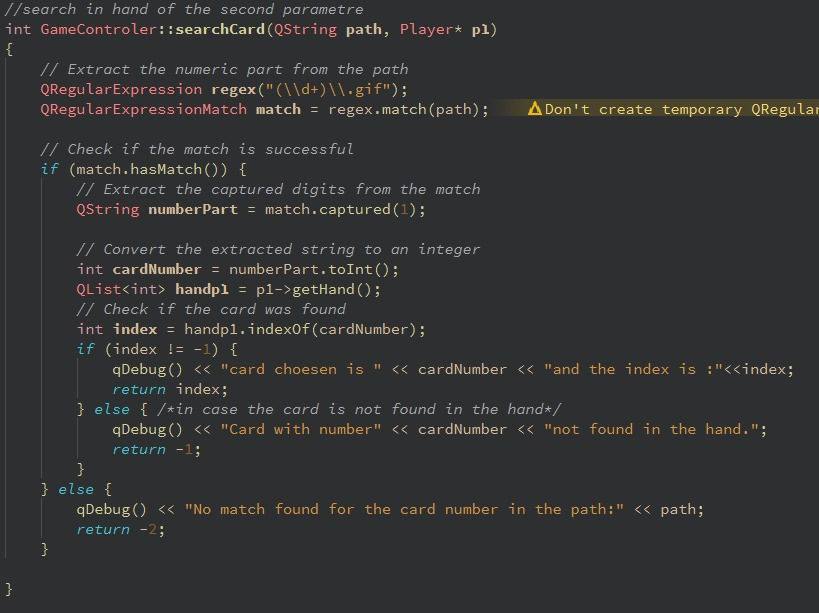 //search in hand of the second parametre
int GameControler::searchCard(QString path, Player* p1)
{
// Extract the numeric part from the path
QRegularExpression regex("(\\d+)\\.gif");
QRegularExpressionMatch match = regex.match(path); Don't create temporary QRegular
// Check if the match is successful
if (match.hasMatch()) {
// Extract the captured digits from the match
QString numberPart = match.captured(1);
// Convert the extracted string to an integer
int cardNumber = numberPart.toInt();
QList<int> handp1 = p1->getHand();
// Check if the card was found
int index = handp1.indexOf(cardNumber);
if (index != -1) {
qDebug() << "card choesen is " << cardNumber << "and the index is :"<<index;
return index;
} else { /*in case the card is not found in the hand*/
qDebug() << "Card with number" << cardNumber << "not found in the hand.";
return -1;
}
} else {
qDebug() << "No match found for the card number in the path:" << path;
return -2;
}
}